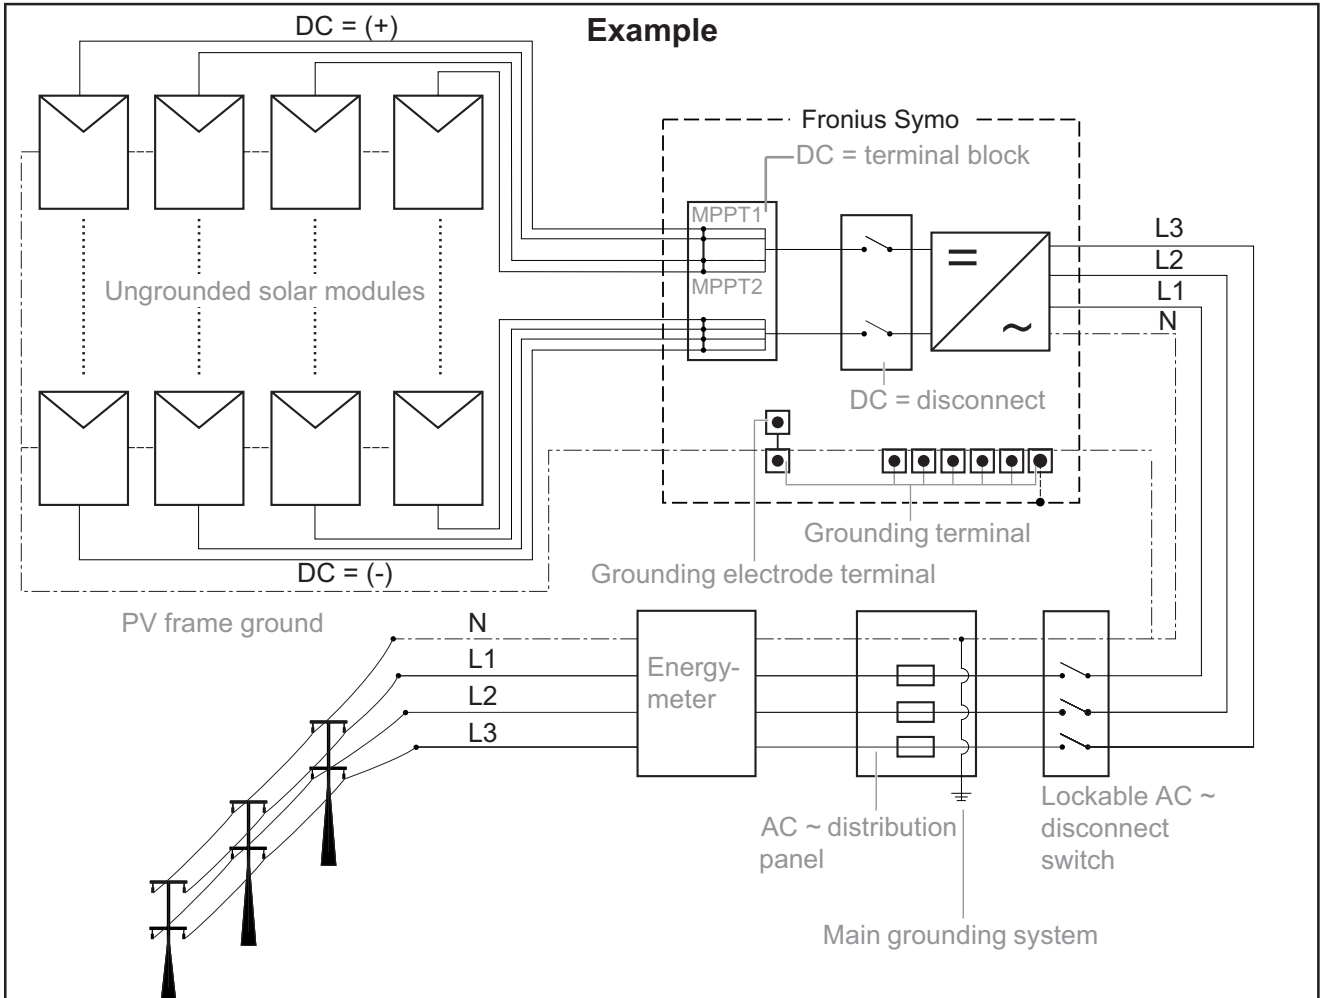 Example
DC = (+)
Fronius Symo
DC = terminal block
MPPT1
MPPT2
Ungrounded solar modules
L3
L2
L1
N
=
~
DC = disconnect
Grounding terminal
Grounding electrode terminal
DC = (-)
PV frame ground
N
L1
L2
L3
Energy-
meter
AC ~ distribution
panel
Lockable AC ~
disconnect
switch
Main grounding system